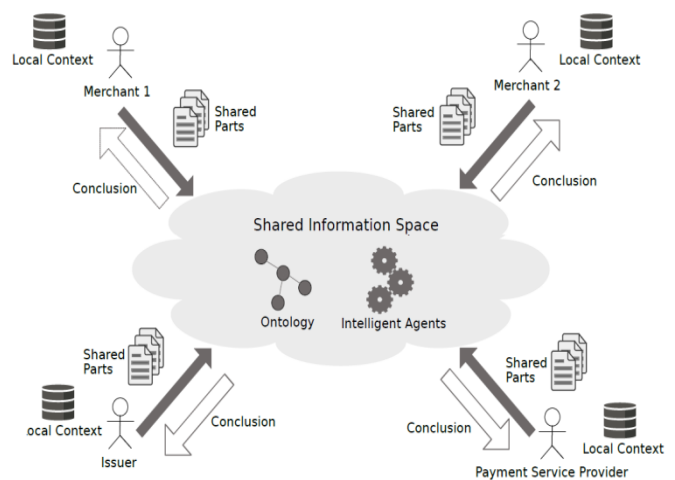 Local Context
Merchant 1
Shared
Parts
Conclusion
Local Context
Merchant 2
Shared
Parts
Conclusion
Shared Information Space
Ontology
Intelligent Agents
Shared
Parts
ocal Context
Issuer
Conclusion
Shared
Parts
Conclusion
Local Context
Payment Service Provider